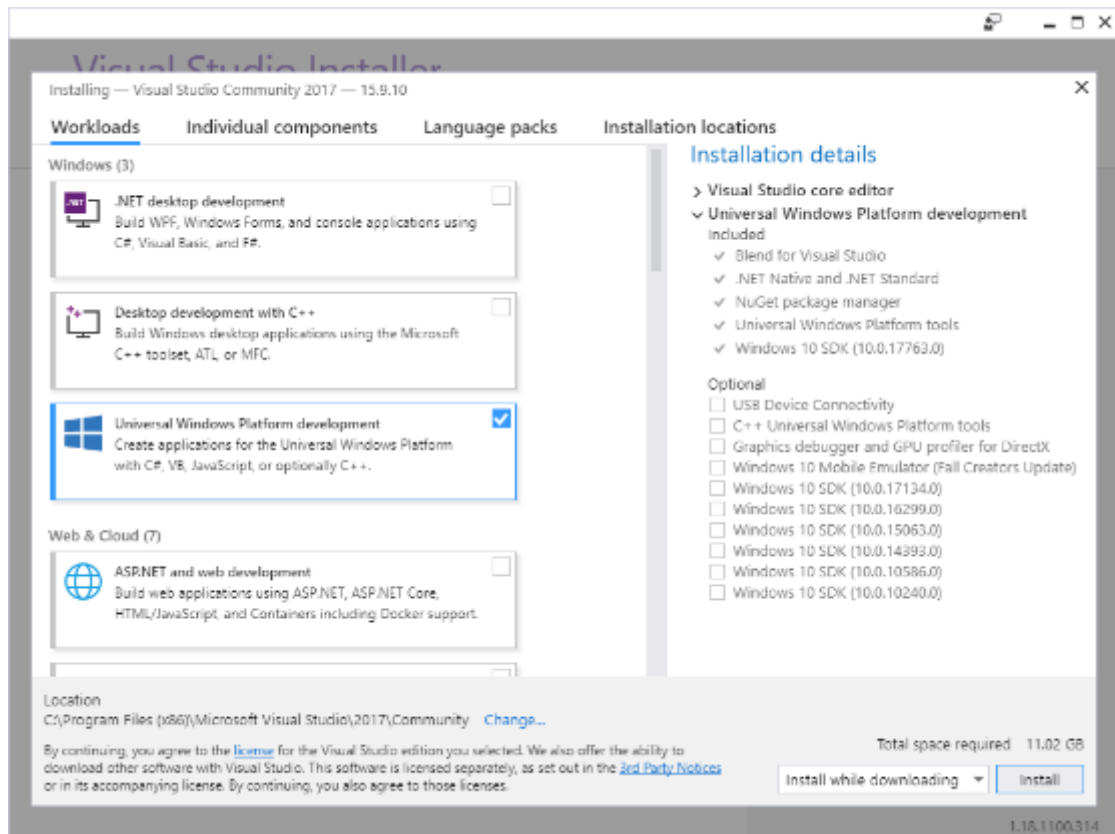 Visual Studio Installer
Installing — Visual Studio Community 2017 — 15.9.10
Workloads
Individual components
Language packs
Installation locations
Windows (3)
.NET desktop development
Build WPF, Windows Forms, and console applications using
C#, Visual Basic, and F#.
Desktop development with C++
Build Windows desktop applications using the Microsoft
C++ toolset, ATL, or MFC.
Universal Windows Platform development
Create applications for the Universal Windows Platform
with C#, VB, JavaScript, or optionally C++.
Web & Cloud (7)
ASP.NET and web development
Build web applications using ASP.NET, ASP.NET Core,
HTML/JavaScript, and Containers including Docker support.
Installation details
Visual Studio core editor
Universal Windows Platform development
Included
Blend for Visual Studio
.NET Native and .NET Standard
NuGet package manager
Universal Windows Platform tools
Windows 10 SDK (10.0.17763.0)
Optional
USB Device Connectivity
C++ Universal Windows Platform tools
Graphics debugger and GPU profiler for DirectX
Windows 10 Mobile Emulator (Fall Creators Update)
Windows 10 SDK (10.0.17134.0)
Windows 10 SDK (10.0.16299.0)
Windows 10 SDK (10.0.15063.0)
Windows 10 SDK (10.0.14393.0)
Windows 10 SDK (10.0.10586.0)
Windows 10 SDK (10.0.10240.0)
Location
C:\Program Files (x86)\Microsoft Visual Studio\2017\Community Change...
By continuing, you agree to the license for the Visual Studio edition you selected. We also offer the ability to
download other software with Visual Studio. This software is licensed separately, as set out in the 3rd Party Notices
or in its accompanying license. By continuing, you also agree to those licenses.
Total space required 11.02 GB
Install while downloading
Install
1.18.1100.314